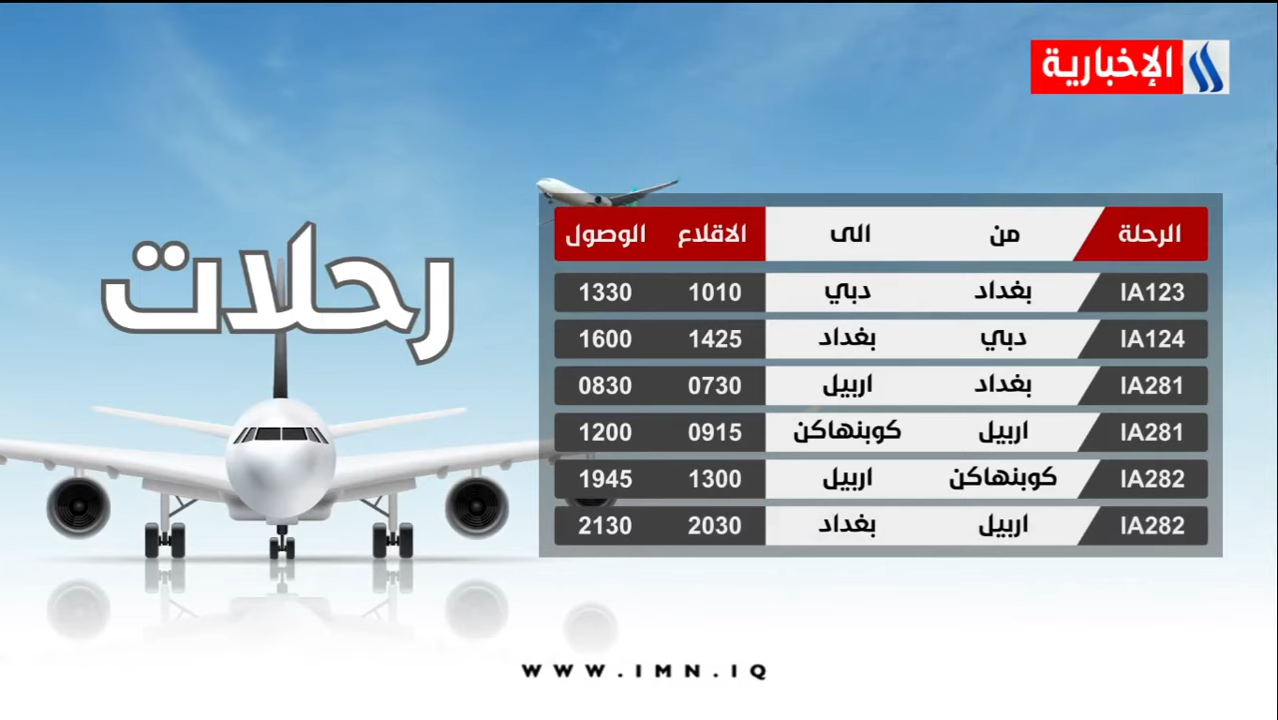 الإخبارية
رحلات
الرحلة من الى الاقلاع الوصول
IA123 بغداد دبي 1010 1330
IA124 دبي بغداد 1425 1600
IA281 بغداد اربيل 0730 0830
IA281 اربيل كوبنهاكن 0915 1200
IA282 كوبنهاكن اربيل 1300 1945
IA282 اربيل بغداد 2030 2130
WWW.IMN.IQ